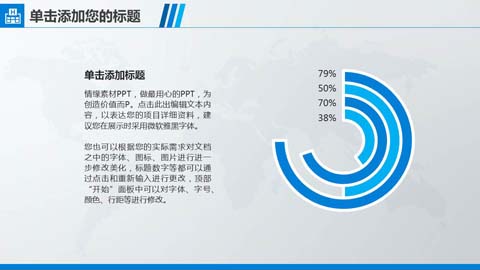 单击添加您的标题
单击添加标题
情缘素材PPT，做最用心的PPT，为
创造价值而P。点击此出编辑文本内
容，以表达您的项目详细资料，建
议您在展示时采用微软雅黑字体。
您也可以根据您的实际需求对文档
之中的字体、图标、图片进行进一
步修改美化，标题数字等都可以通
过点击和重新输入进行更改，顶部
“开始”面板中可以对字体、字号、
颜色、行距等进行修改。
79%
50%
70%
38%